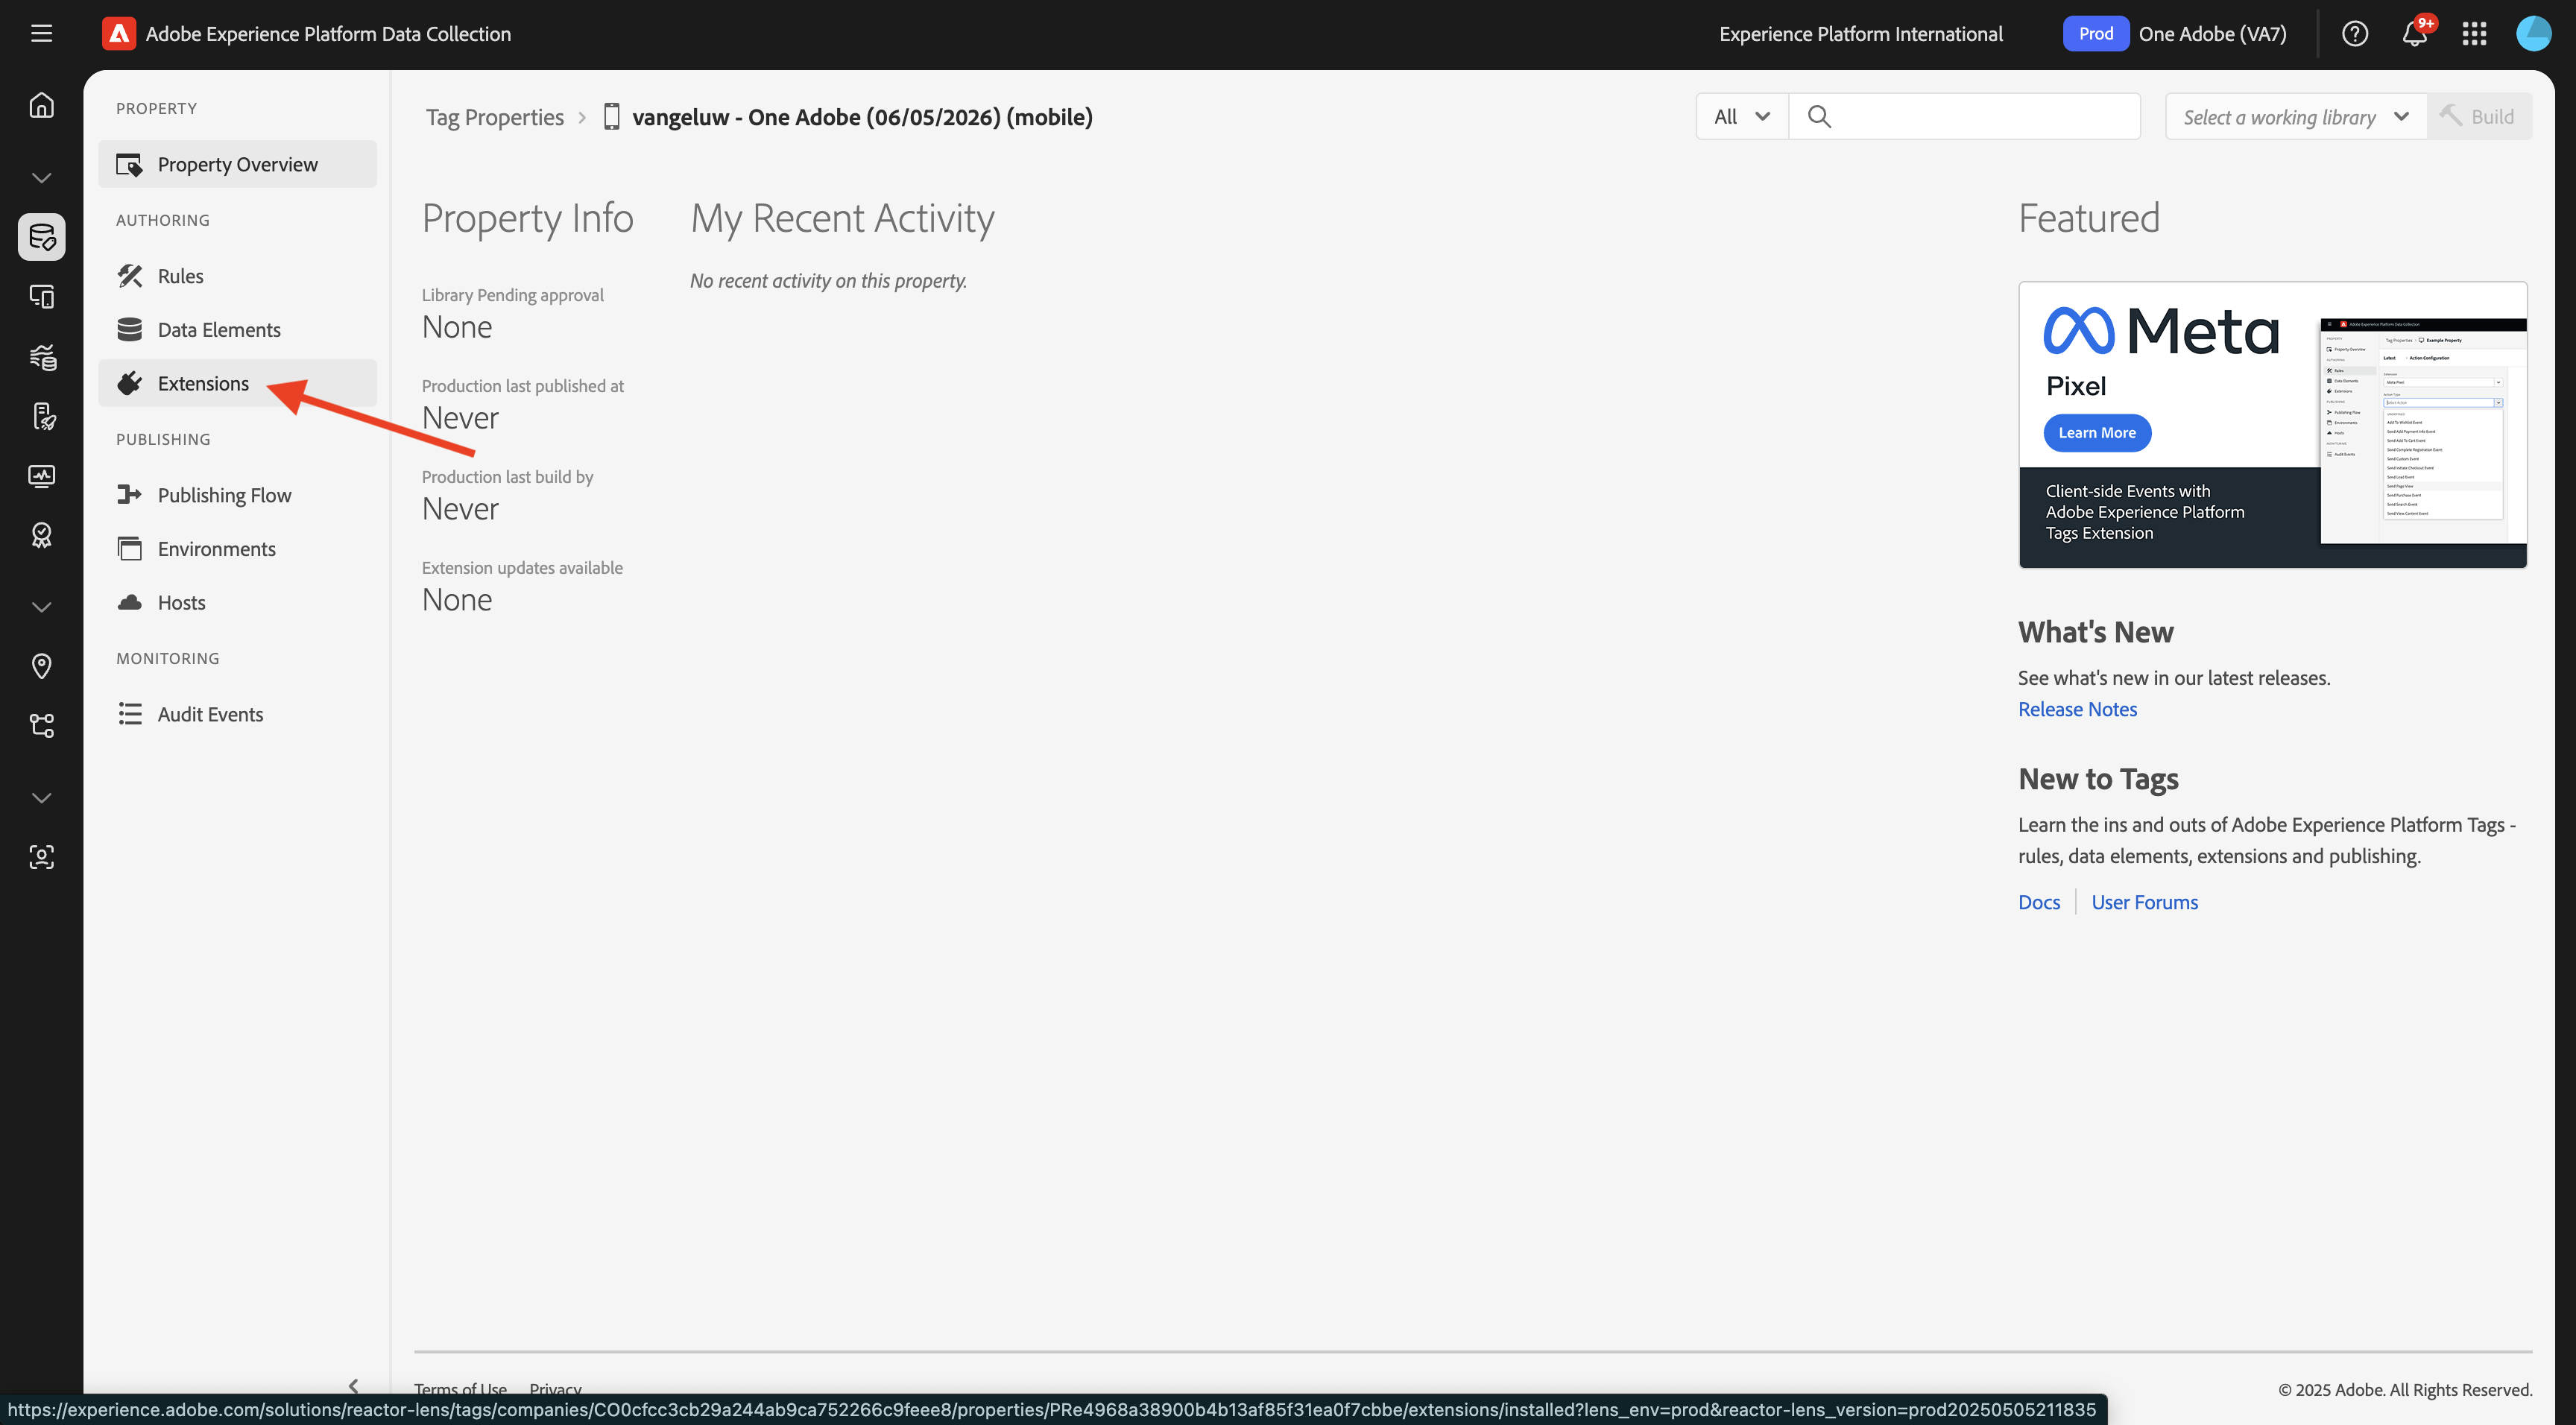 Adobe Experience Platform Data Collection
Experience Platform International
Prod
One Adobe (VA7)
9+
PROPERTY
Property Overview
AUTHORING
Rules
Data Elements
Extensions
PUBLISHING
Publishing Flow
Environments
Hosts
MONITORING
Audit Events
Tag Properties
vangeluw - One Adobe (06/05/2026) (mobile)
All
Select a working library
Build
Property Info
Library Pending approval
None
Production last published at
Never
Production last build by
Never
Extension updates available
None
My Recent Activity
No recent activity on this property.
Featured
Meta
Pixel
Learn More
Client-side Events with
Adobe Experience Platform
Tags Extension
What's New
See what's new in our latest releases.
Release Notes
New to Tags
Learn the ins and outs of Adobe Experience Platform Tags -
rules, data elements, extensions and publishing.
Docs
User Forums
Terms of Use
Privacy
© 2025 Adobe. All Rights Reserved.
https://experience.adobe.com/solutions/reactor-lens/tags/companies/CO0cfcc3cb29a244ab9ca752266c9feee8/properties/PRe4968a38900b4b13af85f31ea0f7cbbe/extensions/installed?lens_env=prod&reactor-lens_version=prod20250505211835